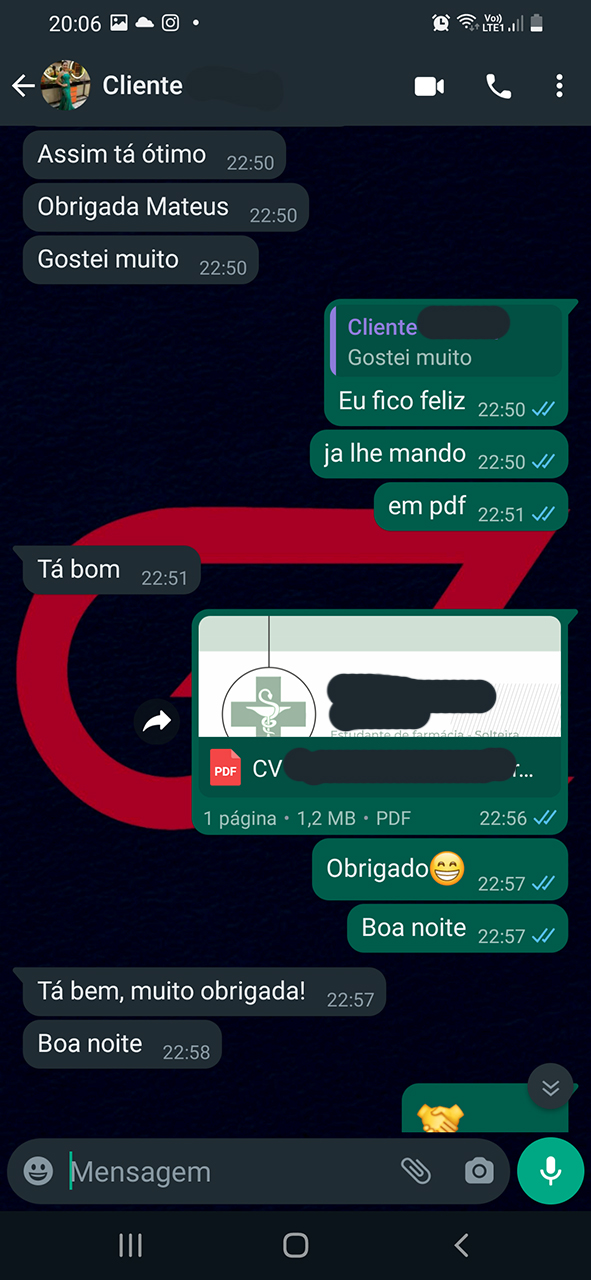 20:06
Vo))
LTE1
Cliente
Assim tá ótimo 22:50
Obrigada Mateus 22:50
Gostei muito 22:50
Cliente
Gostei muito
Eu fico feliz 22:50
ja lhe mando 22:50
em pdf 22:51
Tá bom 22:51
Estudante de farmácia - Solteira
PDF CV r...
1 página • 1,2 MB • PDF 22:56
Obrigado😁 22:57
Boa noite 22:57
Tá bem, muito obrigada! 22:57
Boa noite 22:58
Mensagem